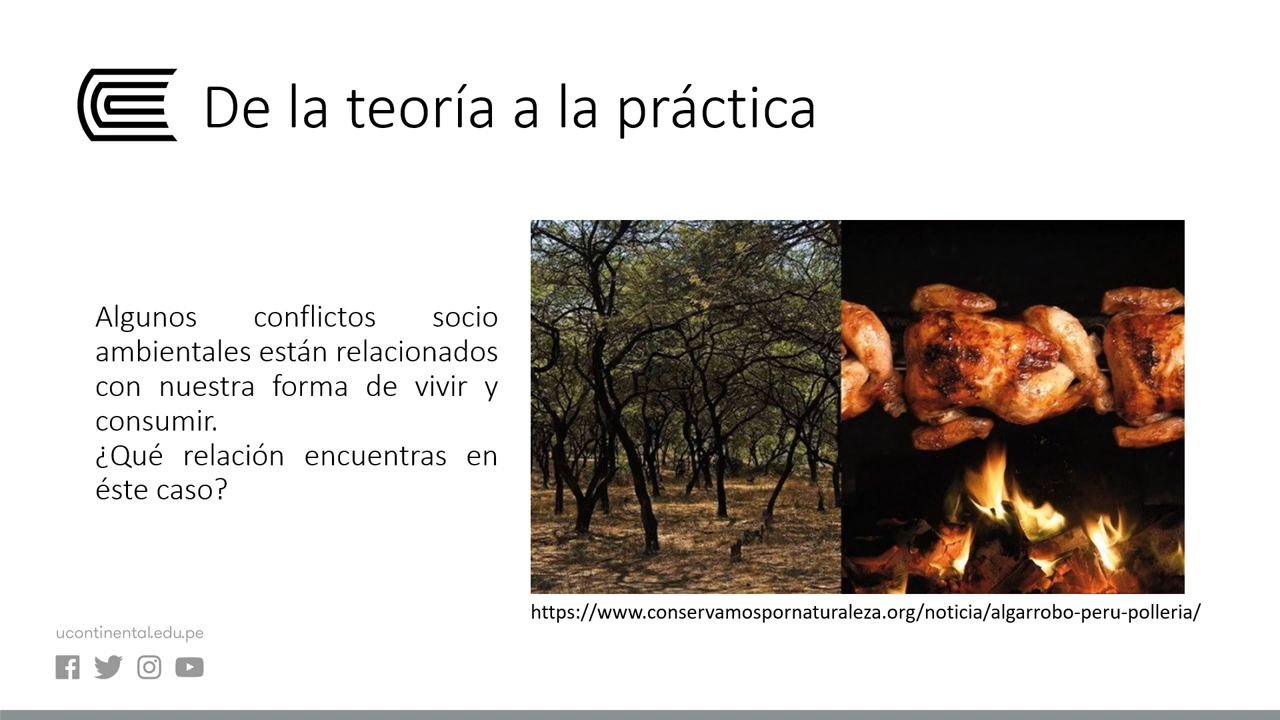 De la teoría a la práctica
Algunos conflictos socio
ambientales están relacionados
con nuestra forma de vivir y
consumir.
¿Qué relación encuentras en
éste caso?
https://www.conservamospornaturaleza.org/noticia/algarrobo-peru-polleria/
ucontinental.edu.pe